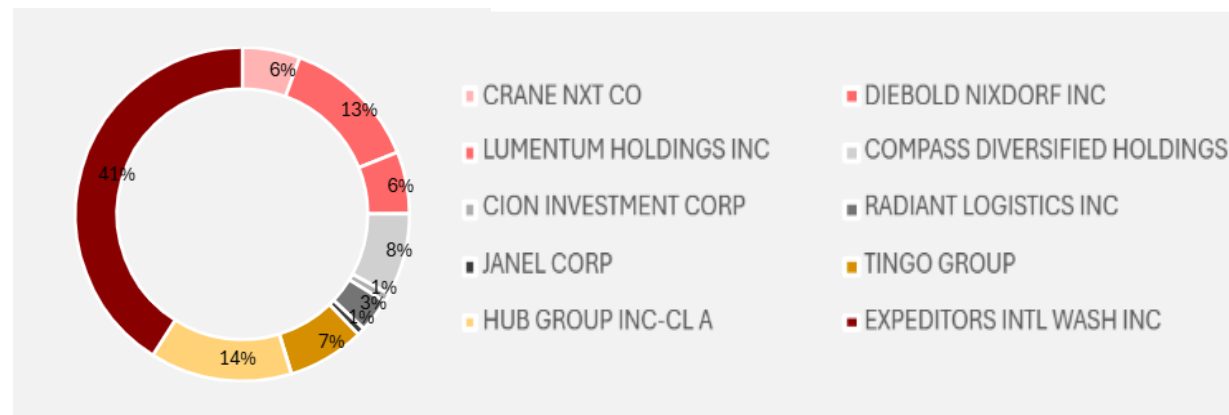 6%
13%
6%
8%
1%
3%
1%
7%
14%
41%
CRANE NXT CO
DIEBOLD NIXDORF INC
LUMENTUM HOLDINGS INC
COMPASS DIVERSIFIED HOLDINGS
CION INVESTMENT CORP
RADIANT LOGISTICS INC
JANEL CORP
TINGO GROUP
HUB GROUP INC-CL A
EXPEDITORS INTL WASH INC